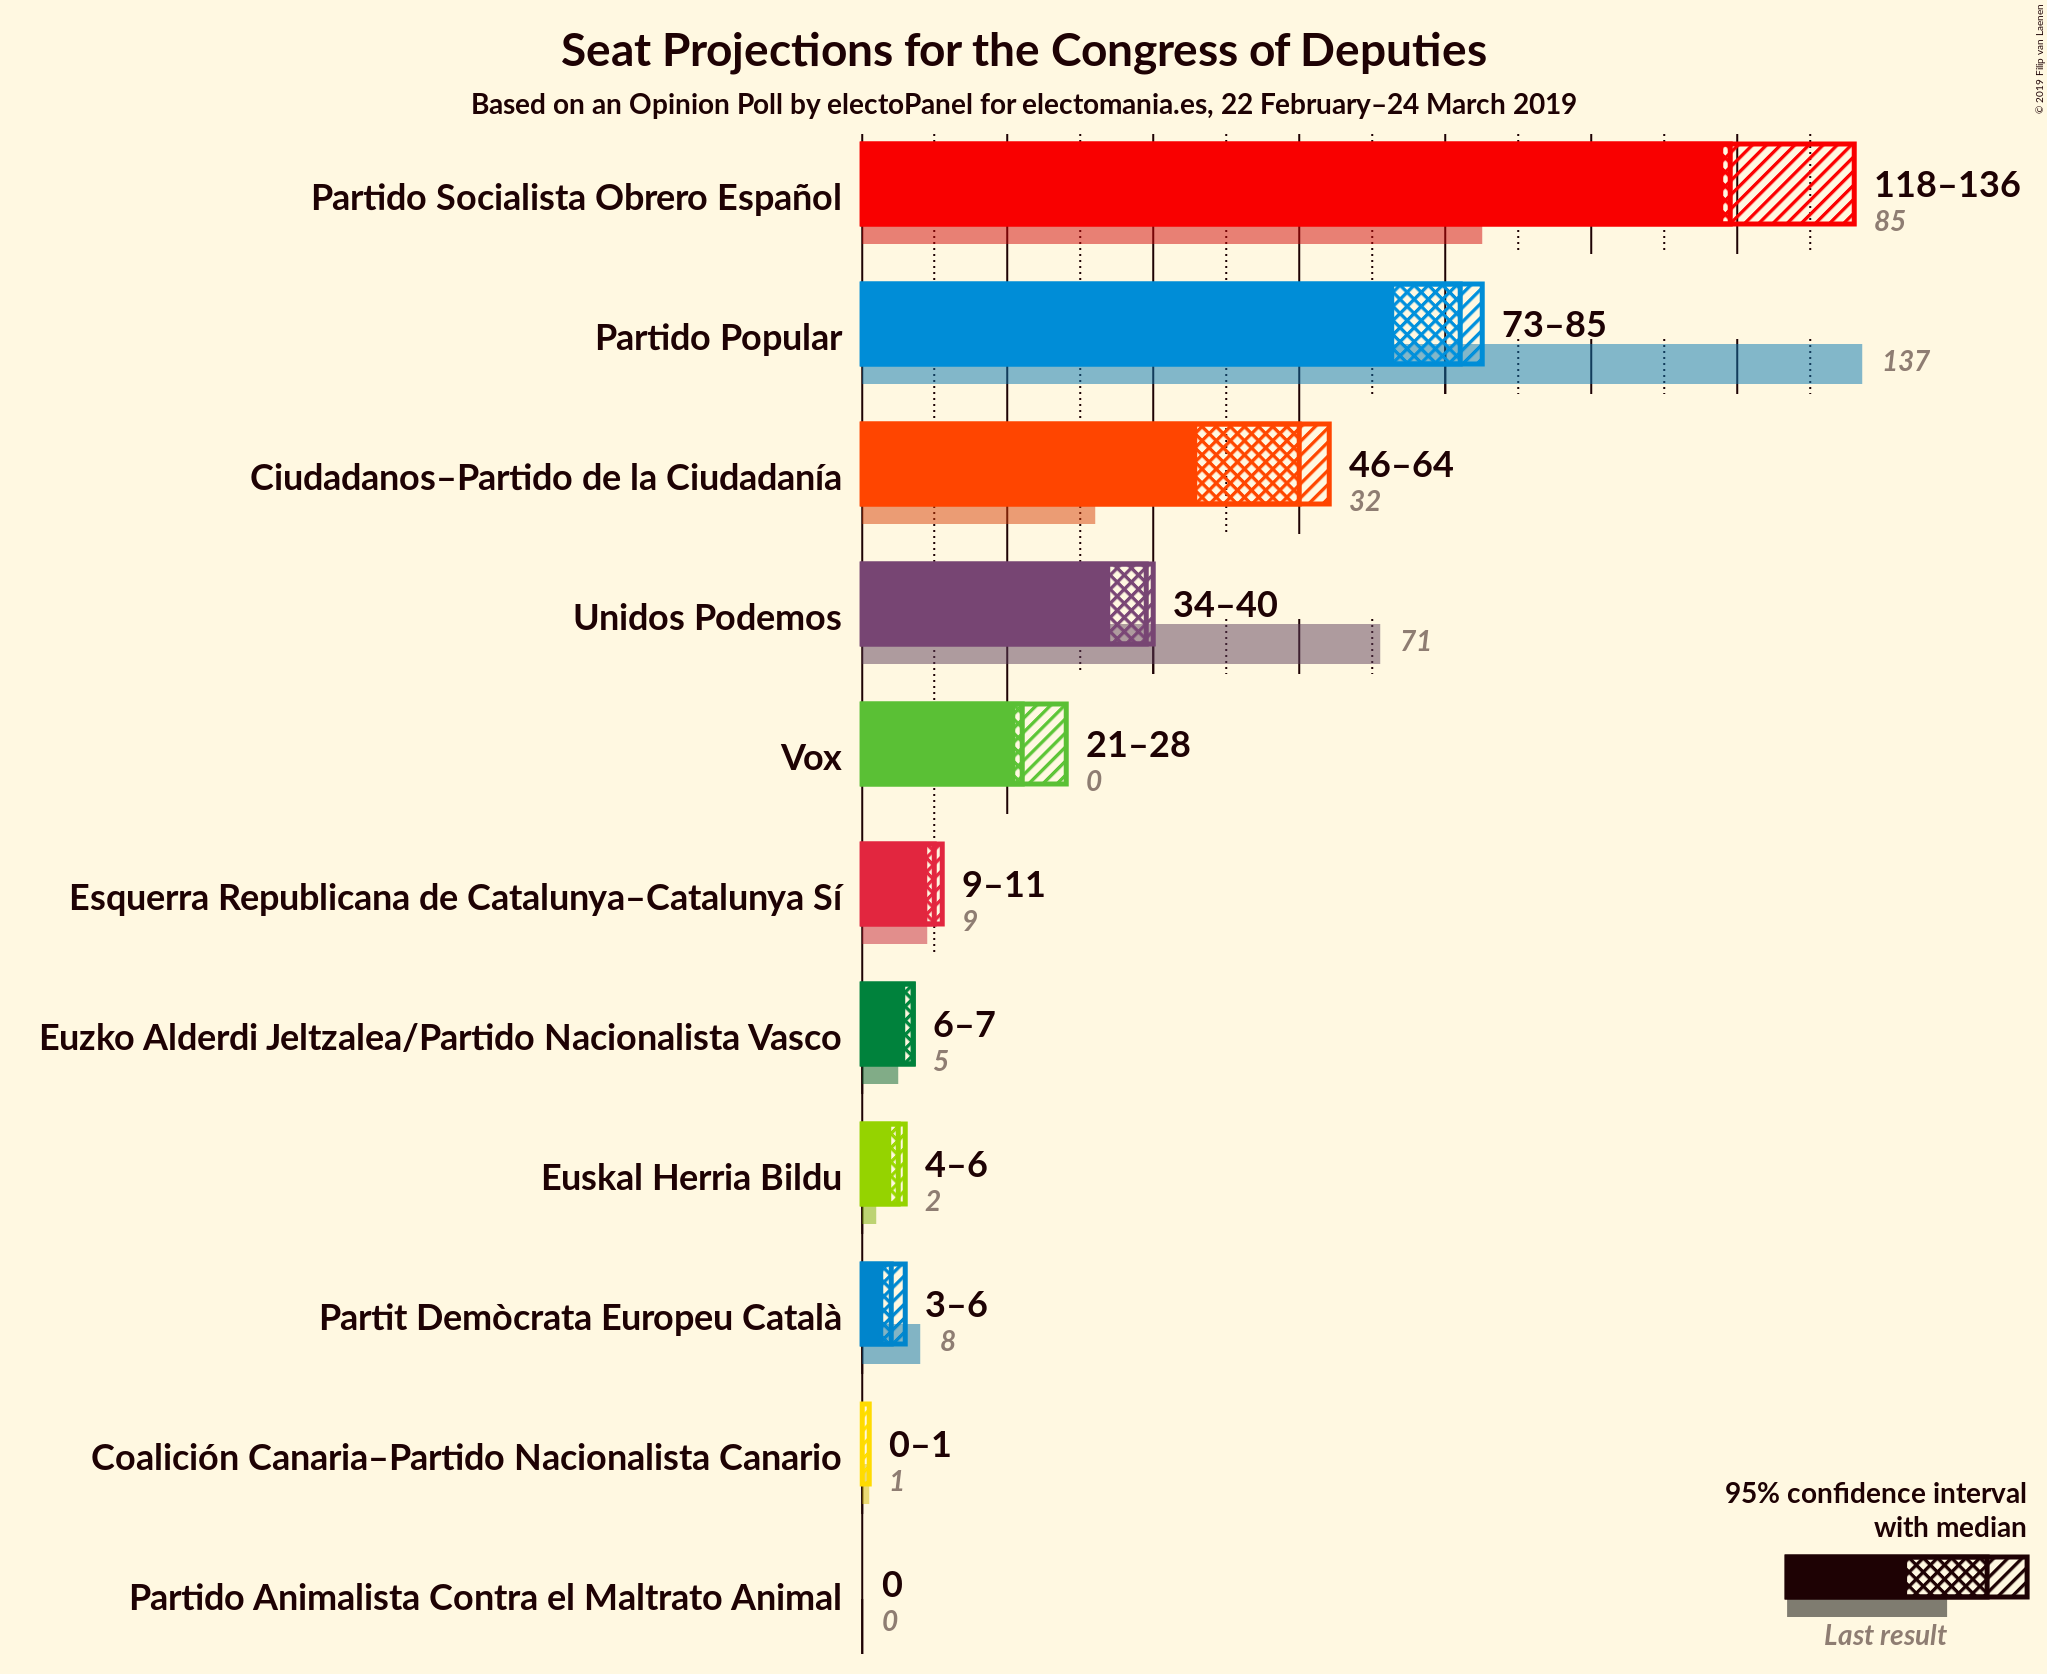 Seat Projections for the Congress of Deputies
Based on an Opinion Poll by electoPanel for electomania.es, 22 February–24 March 2019
© 2019 Filip van Laenen
Partido Socialista Obrero Español
118–136
85
Partido Popular
73–85
137
Ciudadanos–Partido de la Ciudadanía
46–64
32
Unidos Podemos
34–40
71
Vox
21–28
0
Esquerra Republicana de Catalunya–Catalunya Sí
9–11
9
Euzko Alderdi Jeltzalea/Partido Nacionalista Vasco
6–7
5
Euskal Herria Bildu
4–6
2
Partit Demòcrata Europeu Català
3–6
8
Coalición Canaria–Partido Nacionalista Canario
0–1
1
Partido Animalista Contra el Maltrato Animal
0
0
95% confidence interval
with median
Last result